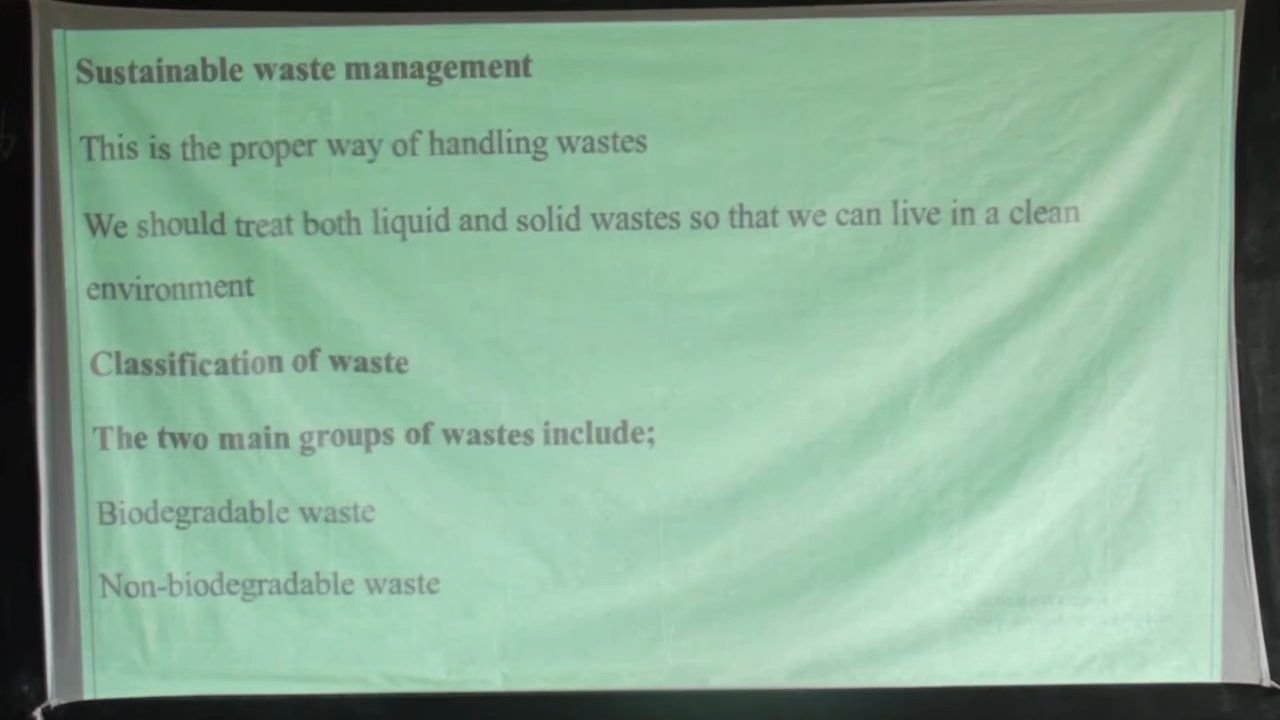 Sustainable waste management
This is the proper way of handling wastes
We should treat both liquid and solid wastes so that we can live in a clean
environment
Classification of waste
The two main groups of wastes include;
Biodegradable waste
Non-biodegradable waste